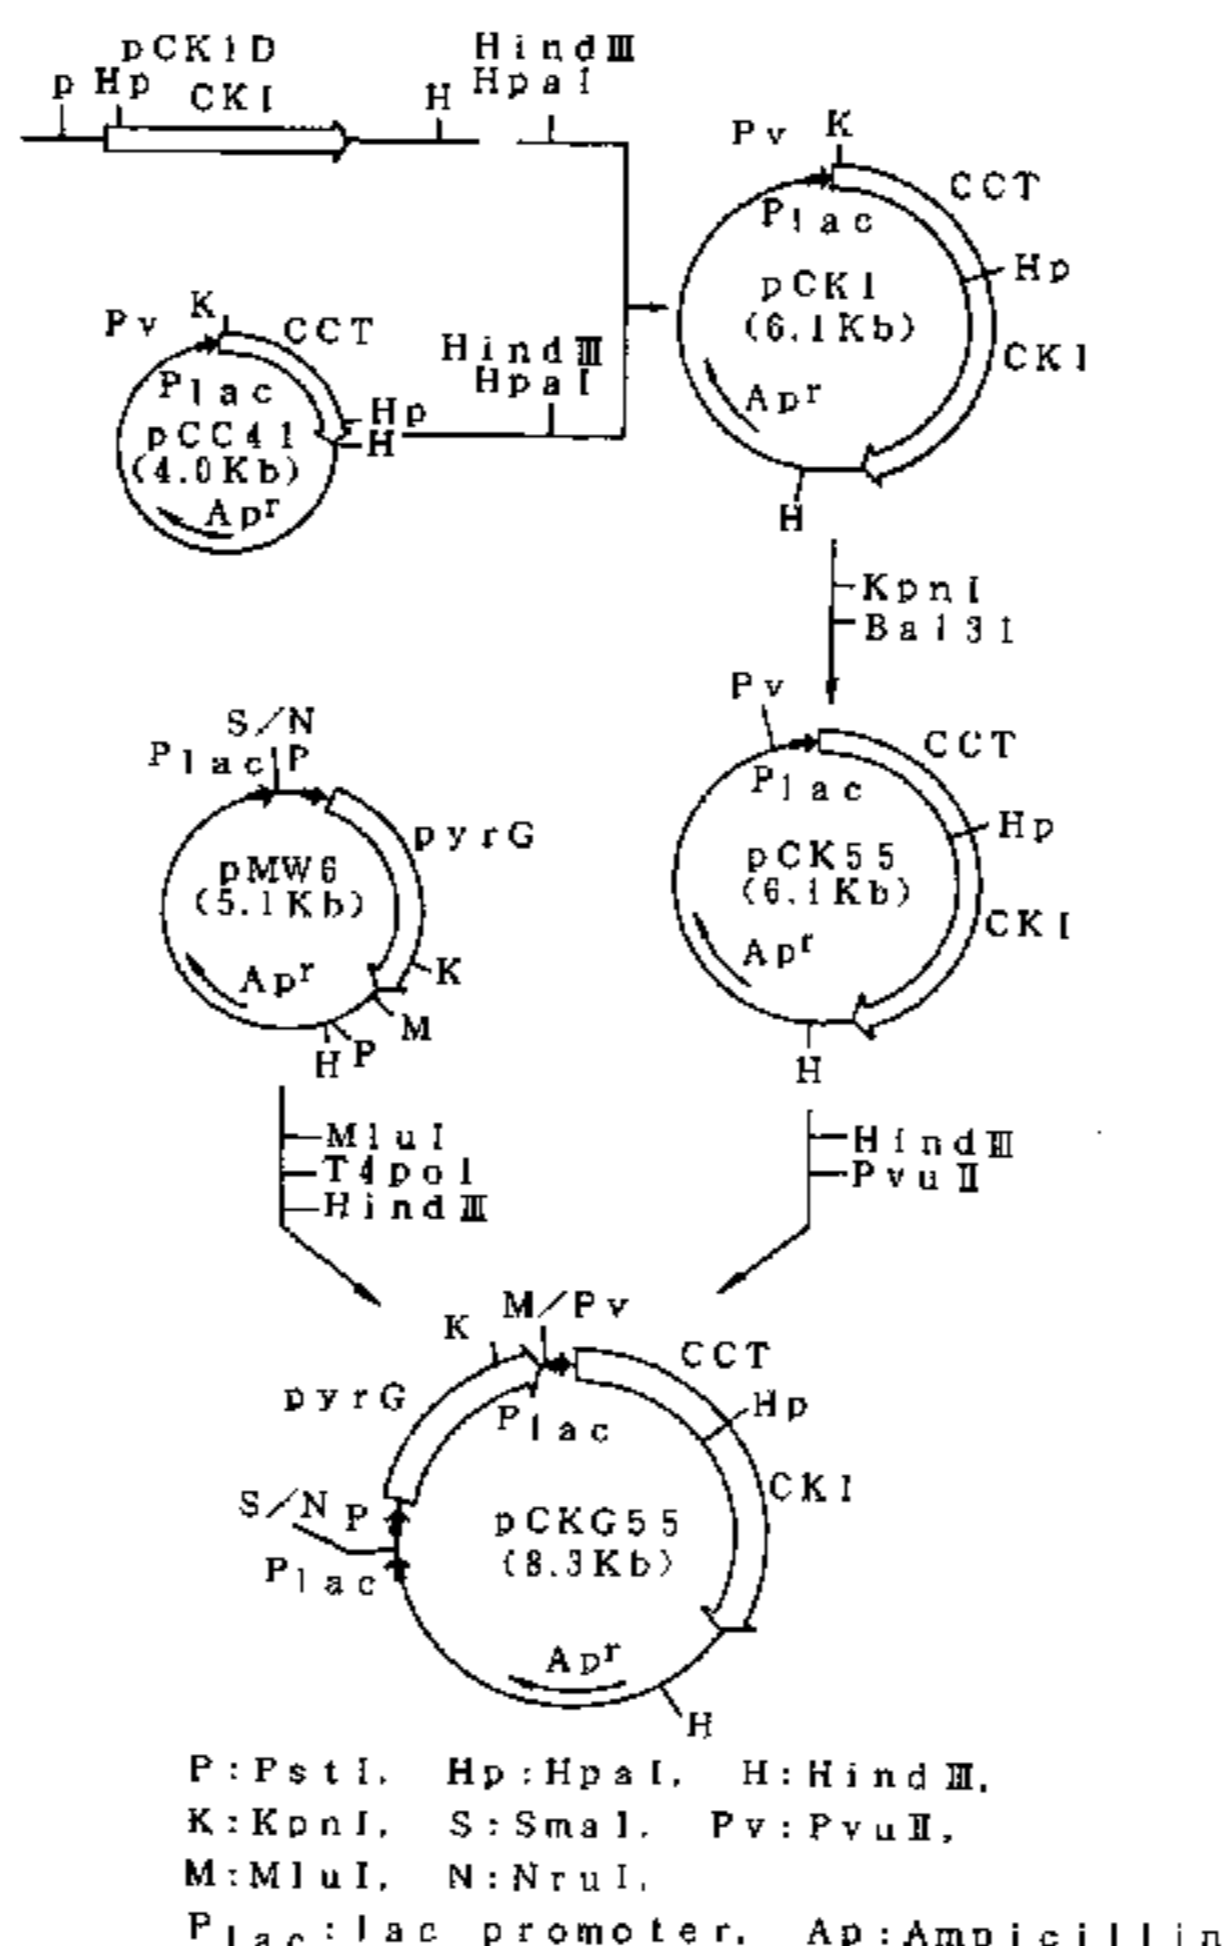 pCK1D
HindⅢ
HpaI
p Hp
CKI
H
Pv K
CCT
Plac
Hp
pCK1
(6.1Kb)
CKI
Apr
H
Pv K
CCT
Plac
HindⅢ
HpaI
Hp
H
pCC41
(4.0Kb)
Apr
KpnI
Bal31
Pv
CCT
Plac
Hp
pCK55
(6.1Kb)
CKI
Apr
H
S/N
Plac P
pyrG
pMW6
(5.1Kb)
Apr
K
M
H P
MluI
T4pol
HindⅢ
HindⅢ
PvuⅡ
M/Pv
K
CCT
pyrG
Plac
Hp
CKI
S/N P
Plac
pCKG55
(8.3Kb)
Apr
H
P:PstI, Hp:HpaI, H:HindⅢ,
K:KpnI, S:SmaI, Pv:PvuⅡ,
M:MluI, N:NruI,
Plac:lac promoter, Ap:Ampicillin